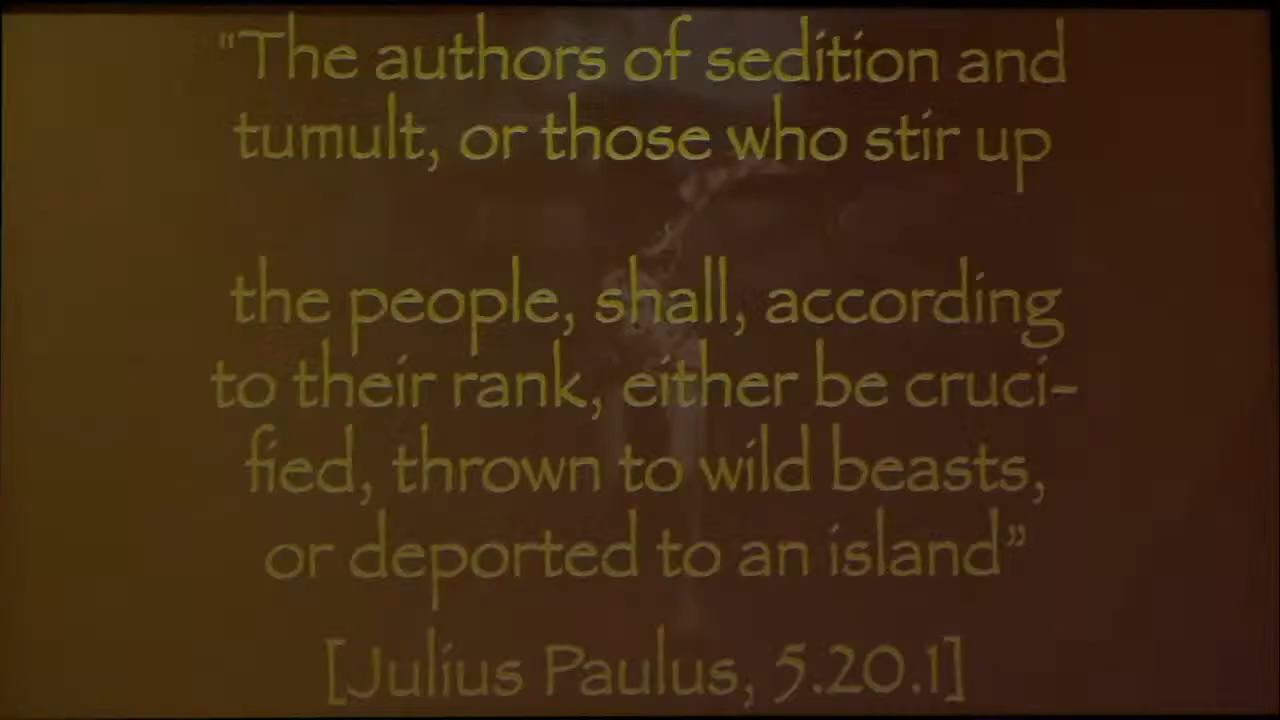 "The authors of sedition and
tumult, or those who stir up
the people, shall, according
to their rank, either be cruci-
fied, thrown to wild beasts,
or deported to an island”
[Julius Paulus, 5.20.1]